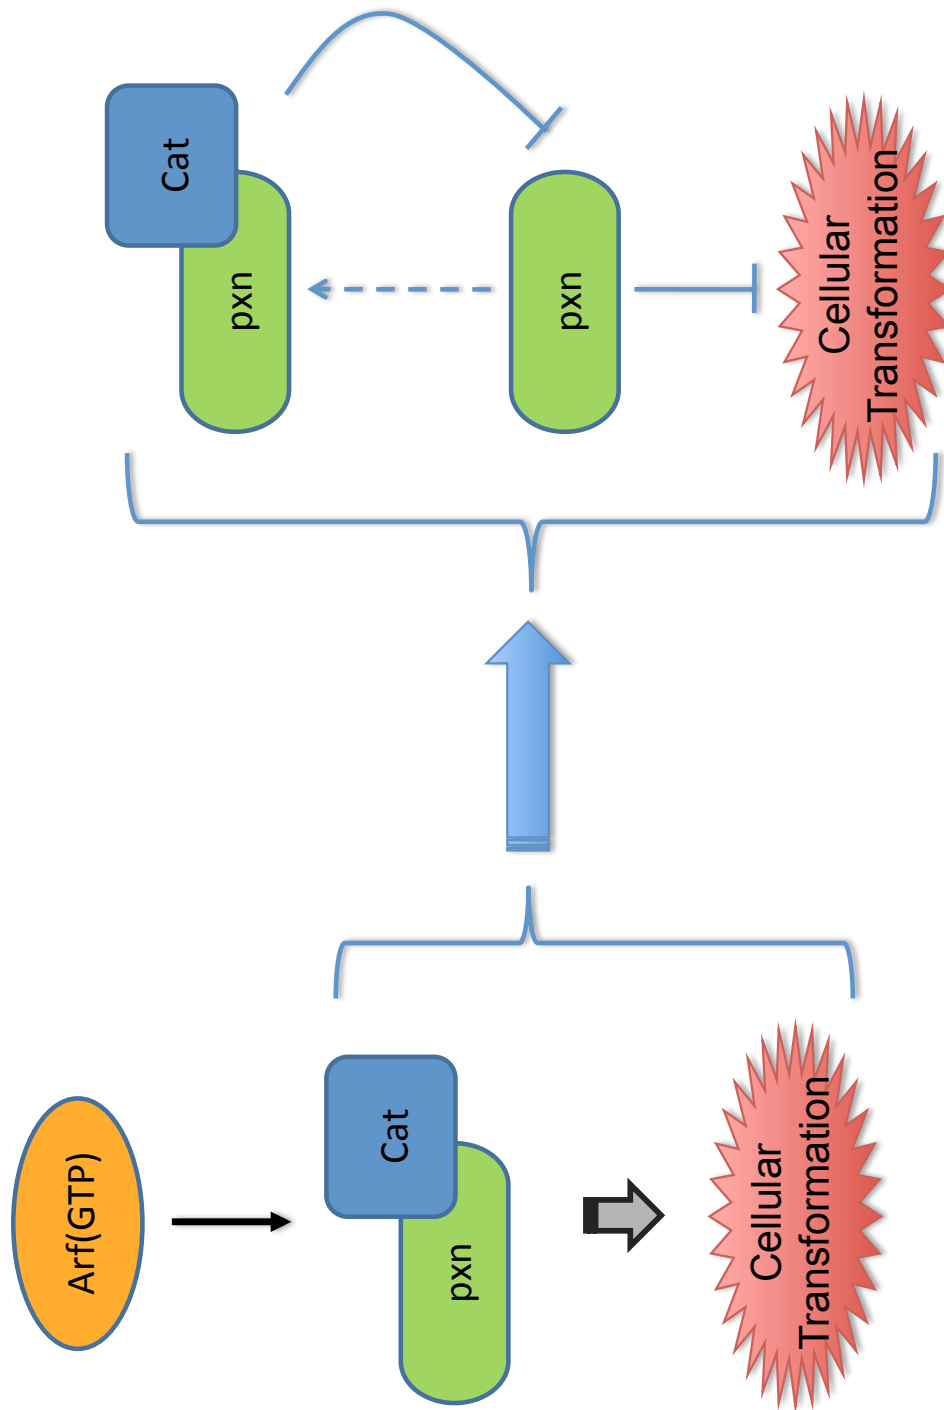 Arf(GTP)
Cat
pxn
Cellular
Transformation
Cat
pxn
pxn
Cellular
Transformation